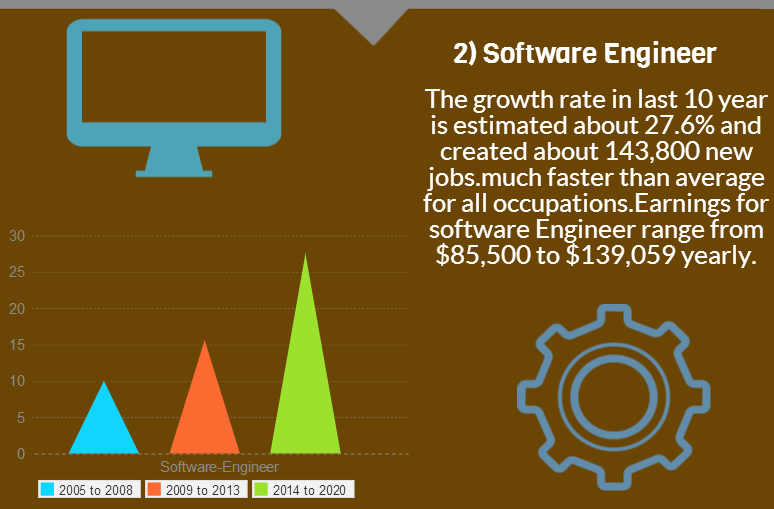 2) Software Engineer
The growth rate in last 10 year
is estimated about 27.6% and
created about 143,800 new
jobs.much faster than average
for all occupations.Earnings for
software Engineer range from
$85,500 to $139,059 yearly.
30
25
20
15
10
5
0
Software-Engineer
2005 to 2008 2009 to 2013 2014 to 2020